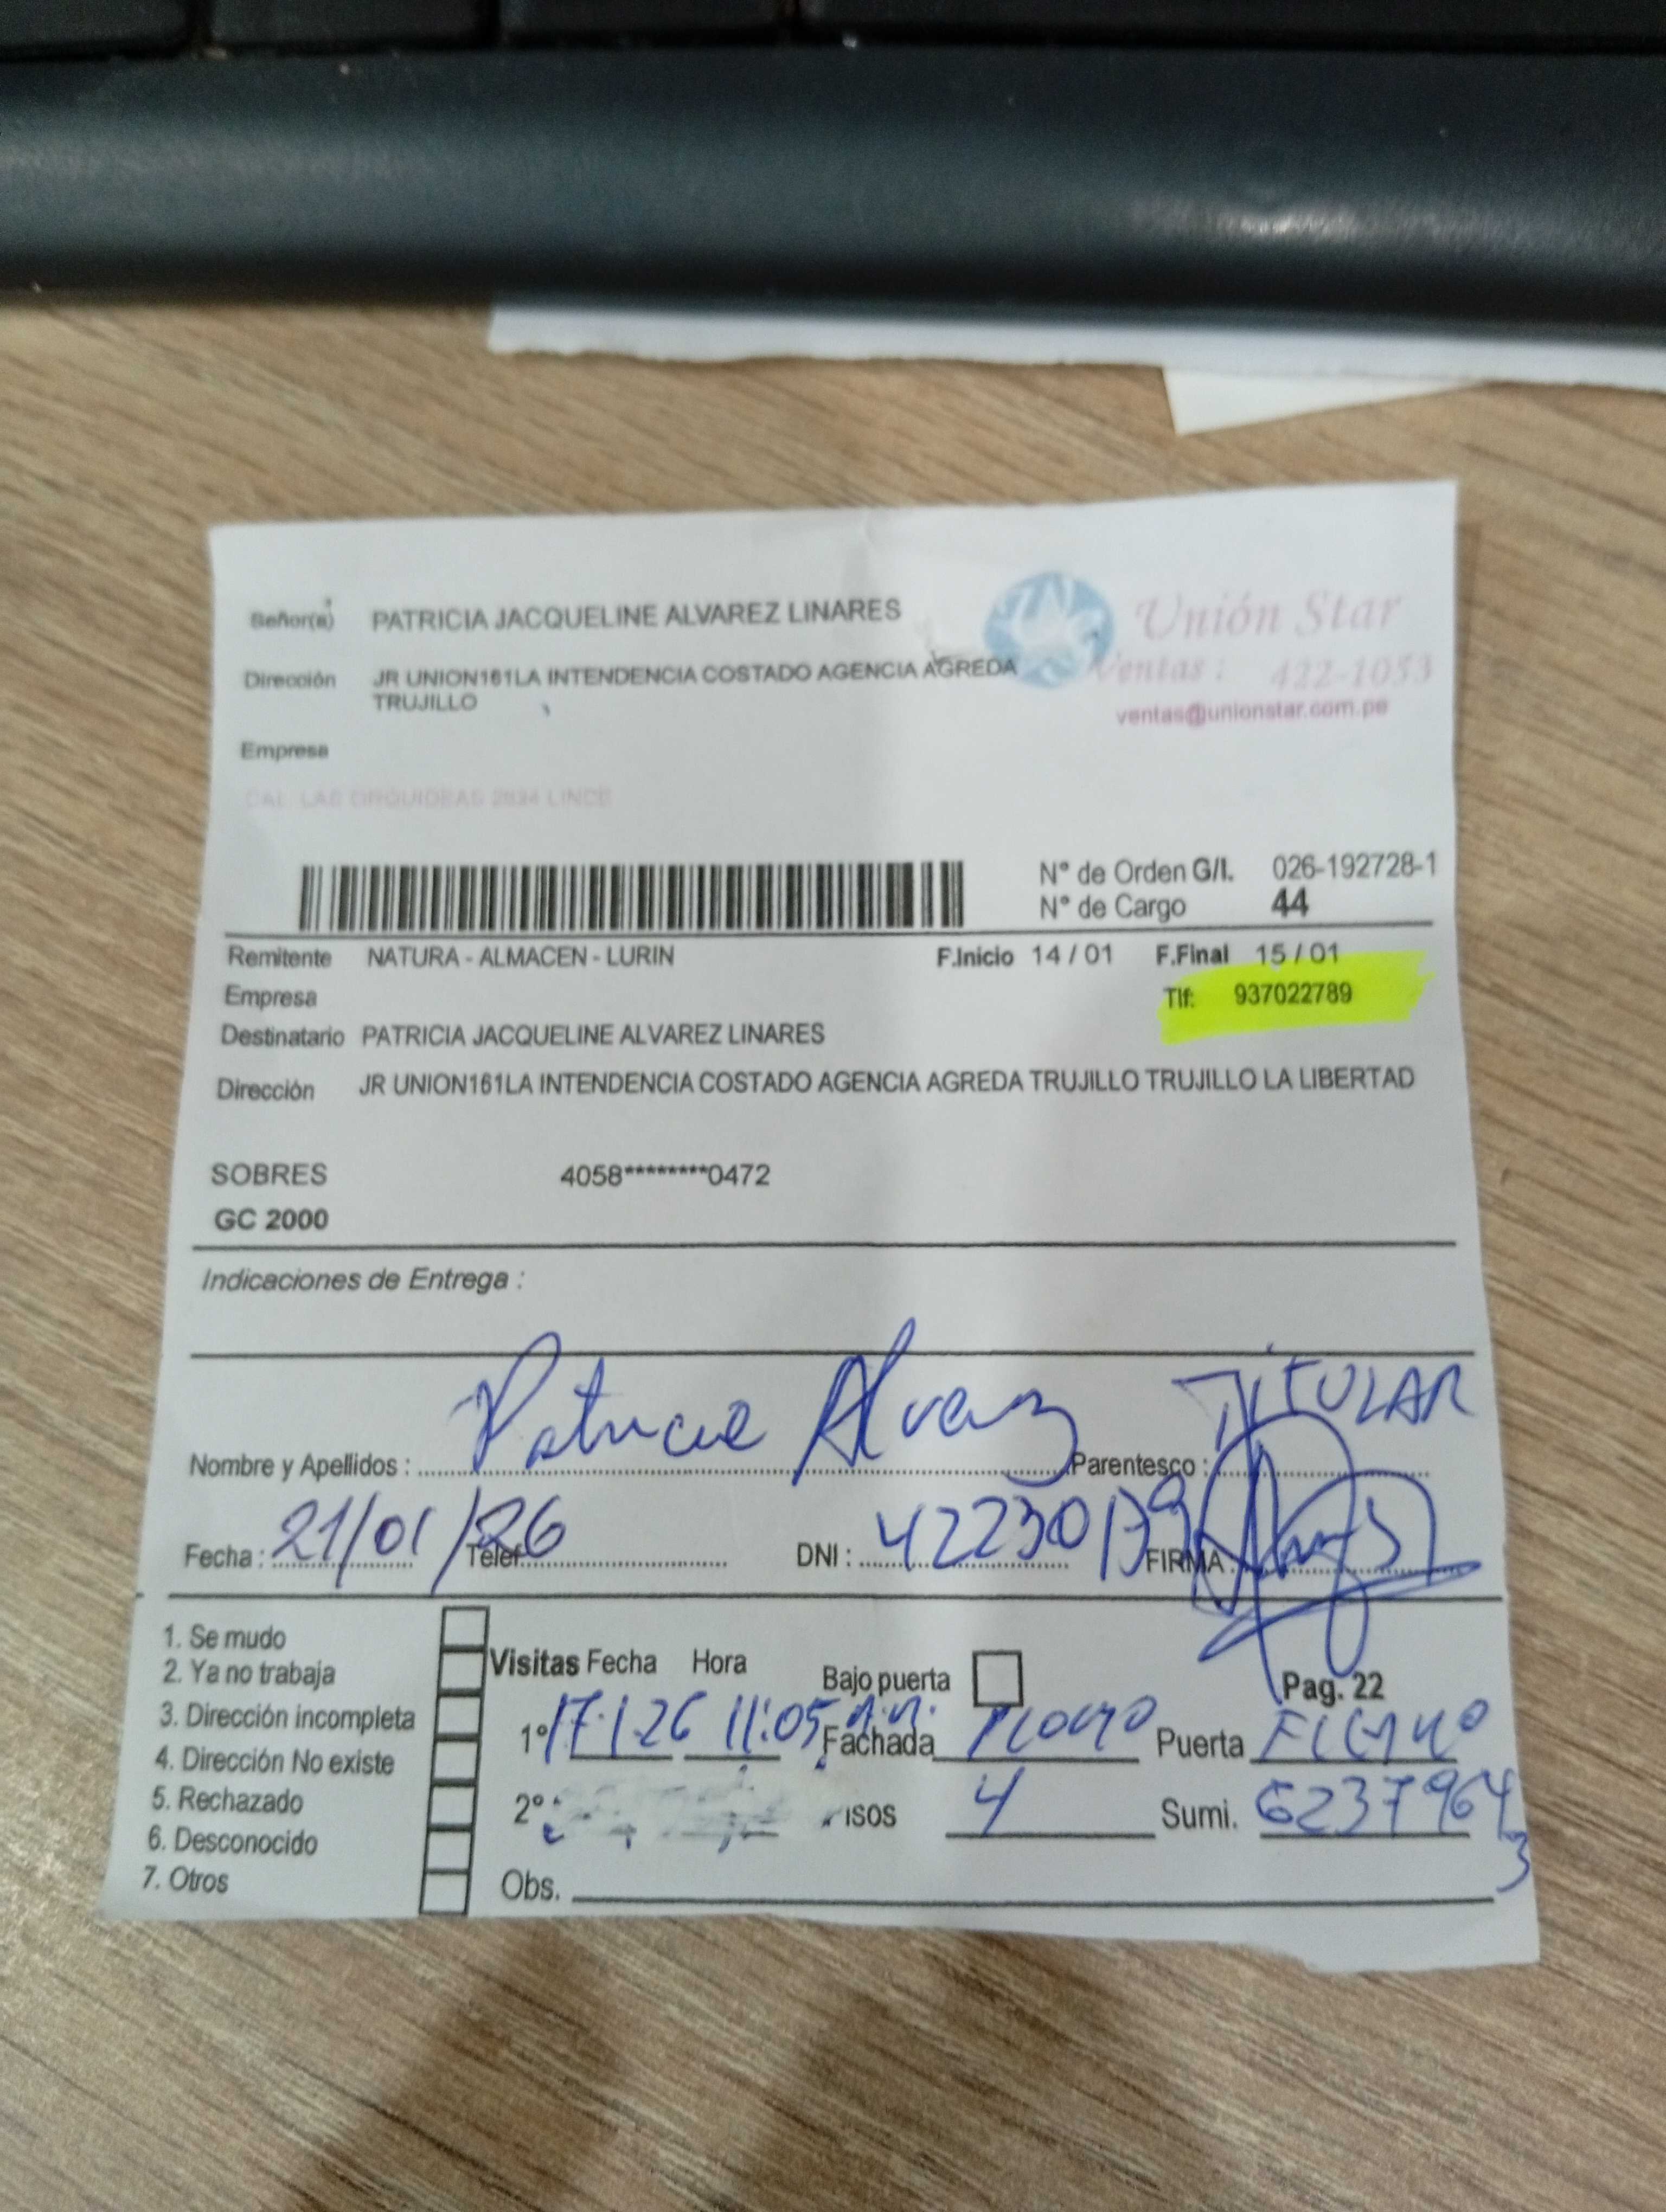 Señor(a) PATRICIA JACQUELINE ALVAREZ LINARES
Unión Star
Dirección JR UNION161LA INTENDENCIA COSTADO AGENCIA AGREDA
TRUJILLO
Ventas : 422-1053
ventas@unionstar.com.pe
Empresa
CAL. LAS ORQUIDEAS 2634 LINCE
N° de Orden G/I. 026-192728-1
N° de Cargo 44
Remitente NATURA - ALMACEN - LURIN F.Inicio 14 / 01 F.Final 15 / 01
Empresa Tlf: 937022789
Destinatario PATRICIA JACQUELINE ALVAREZ LINARES
Dirección JR UNION161LA INTENDENCIA COSTADO AGENCIA AGREDA TRUJILLO TRUJILLO LA LIBERTAD
SOBRES 4058********0472
GC 2000
Indicaciones de Entrega :
Nombre y Apellidos : Patricia Alvarez Parentesco : TITULAR
Fecha : 21/01/26 Telef: DNI : 42230139 FIRMA :
1. Se mudo
2. Ya no trabaja
3. Dirección incompleta
4. Dirección No existe
5. Rechazado
6. Desconocido
7. Otros
Visitas Fecha Hora Bajo puerta Pag. 22
1° 17-1-26 11:05 a.m. Fachada Puerta
2° Pisos 4 Sumi. 62379643
Obs.